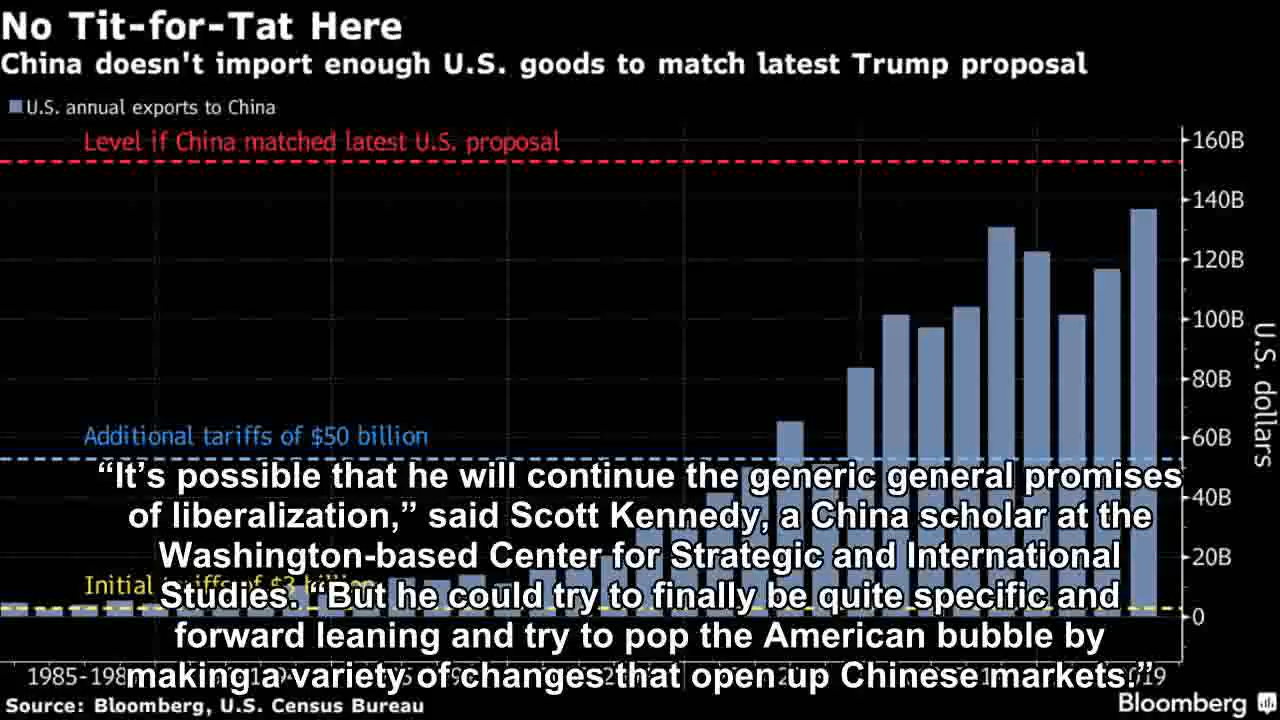 No Tit-for-Tat Here
China doesn't import enough U.S. goods to match latest Trump proposal
U.S. annual exports to China
Level if China matched latest U.S. proposal
160B
140B
120B
100B
80B
60B
40B
20B
0
U.S. dollars
Additional tariffs of $50 billion
Initial tariffs of $3 billion
“It’s possible that he will continue the generic general promises
of liberalization,” said Scott Kennedy, a China scholar at the
Washington-based Center for Strategic and International
Studies. “But he could try to finally be quite specific and
forward leaning and try to pop the American bubble by
making a variety of changes that open up Chinese markets.”
Source: Bloomberg, U.S. Census Bureau
Bloomberg